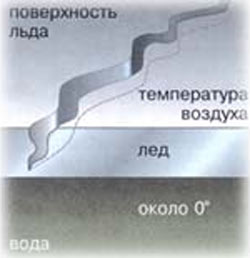 поверхность
льда
температура
воздуха
лед
около 0°
вода